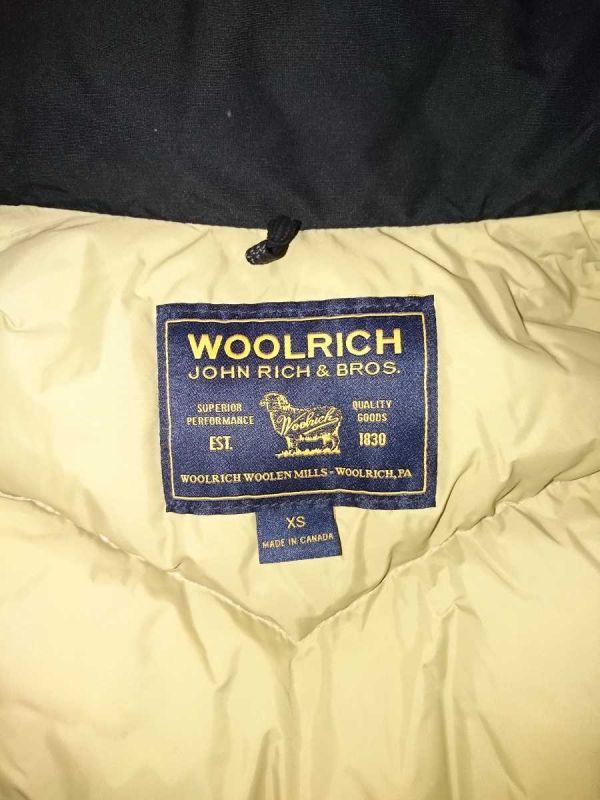 WOOLRICH
JOHN RICH & BROS.
SUPERIOR
PERFORMANCE
EST.
Woolrich
QUALITY
GOODS
1830
WOOLRICH WOOLEN MILLS - WOOLRICH, PA
XS
MADE IN CANADA